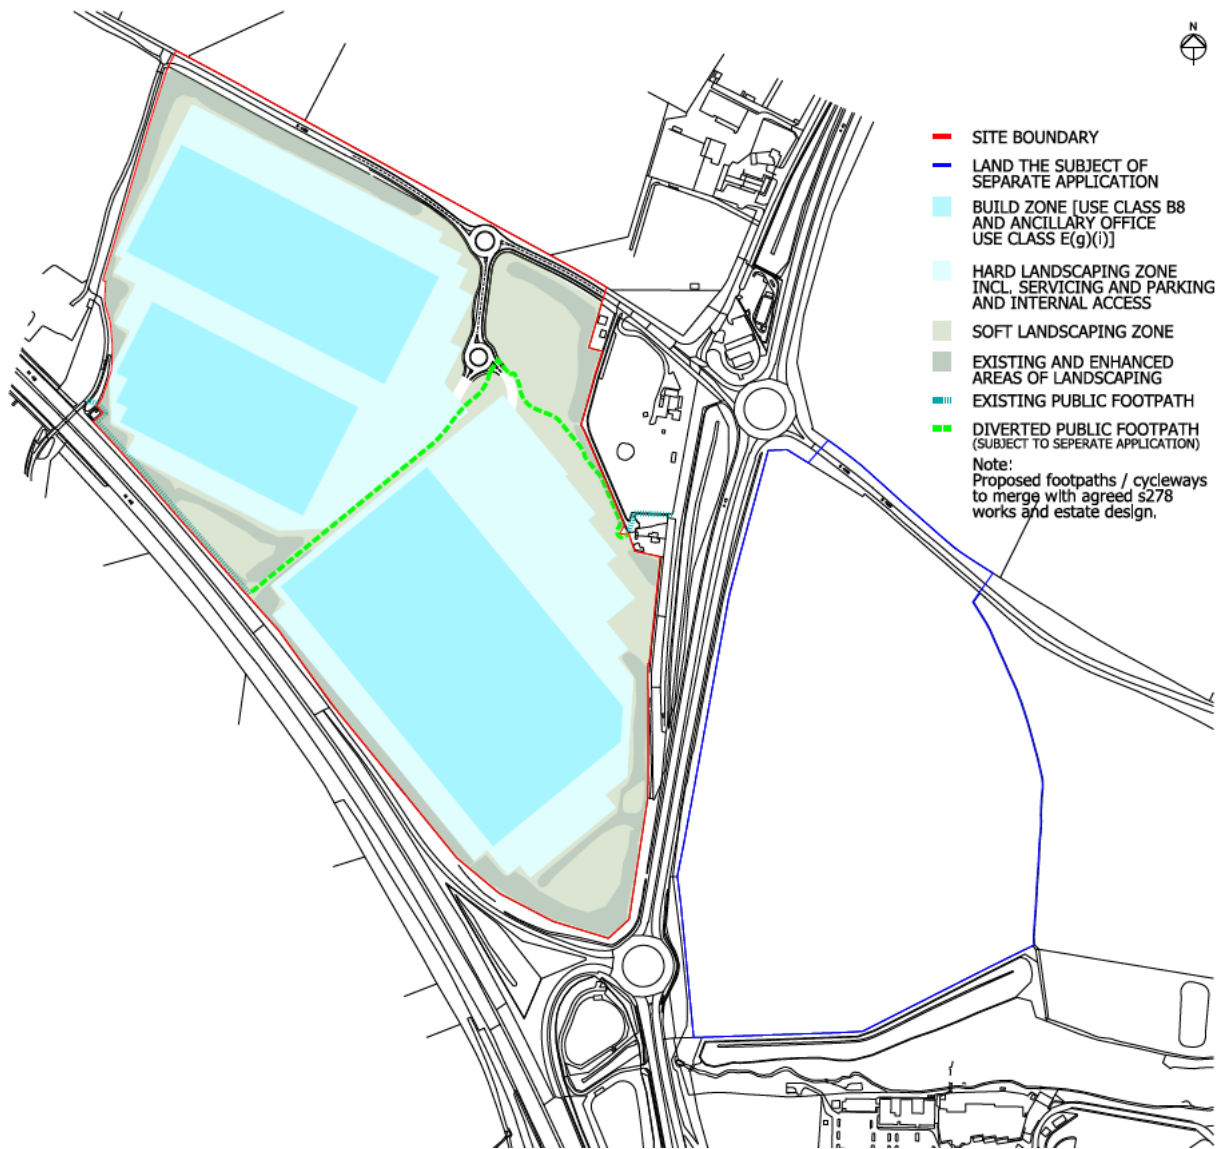 N
SITE BOUNDARY
LAND THE SUBJECT OF
SEPARATE APPLICATION
BUILD ZONE [USE CLASS B8
AND ANCILLARY OFFICE
USE CLASS E(g)(i)]
HARD LANDSCAPING ZONE
INCL. SERVICING AND PARKING
AND INTERNAL ACCESS
SOFT LANDSCAPING ZONE
EXISTING AND ENHANCED
AREAS OF LANDSCAPING
EXISTING PUBLIC FOOTPATH
DIVERTED PUBLIC FOOTPATH
(SUBJECT TO SEPERATE APPLICATION)
Note:
Proposed footpaths / cycleways
to merge with agreed s278
works and estate design.